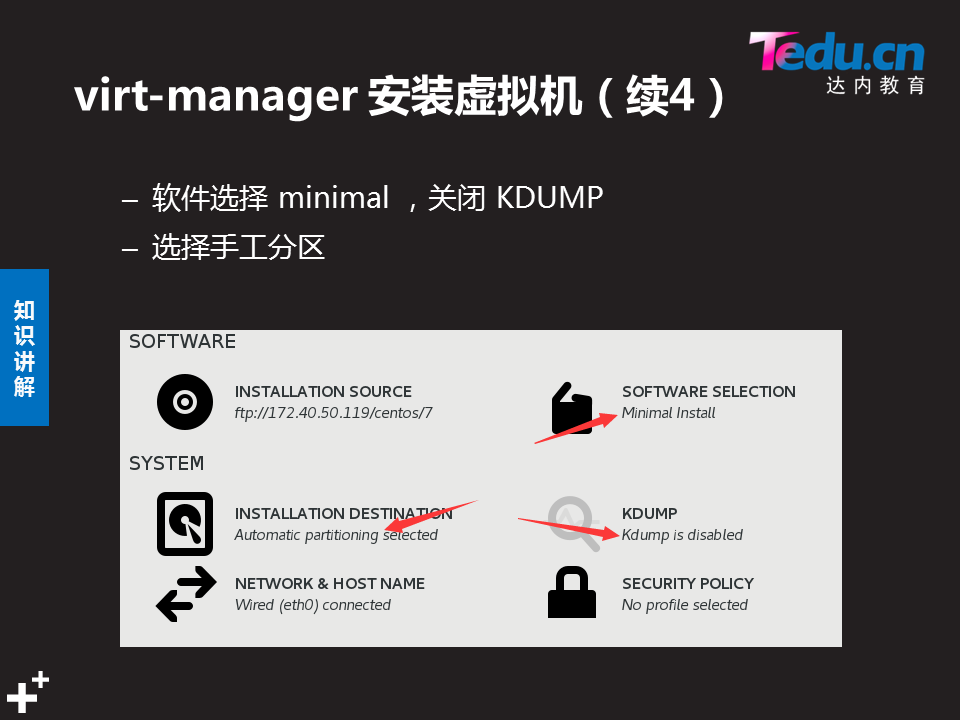 Tedu.cn
达内教育
virt-manager 安装虚拟机（续4）
– 软件选择 minimal ，关闭 KDUMP
– 选择手工分区
知识讲解
SOFTWARE
INSTALLATION SOURCE
ftp://172.40.50.119/centos/7
SOFTWARE SELECTION
Minimal Install
SYSTEM
INSTALLATION DESTINATION
Automatic partitioning selected
KDUMP
Kdump is disabled
NETWORK & HOST NAME
Wired (eth0) connected
SECURITY POLICY
No profile selected